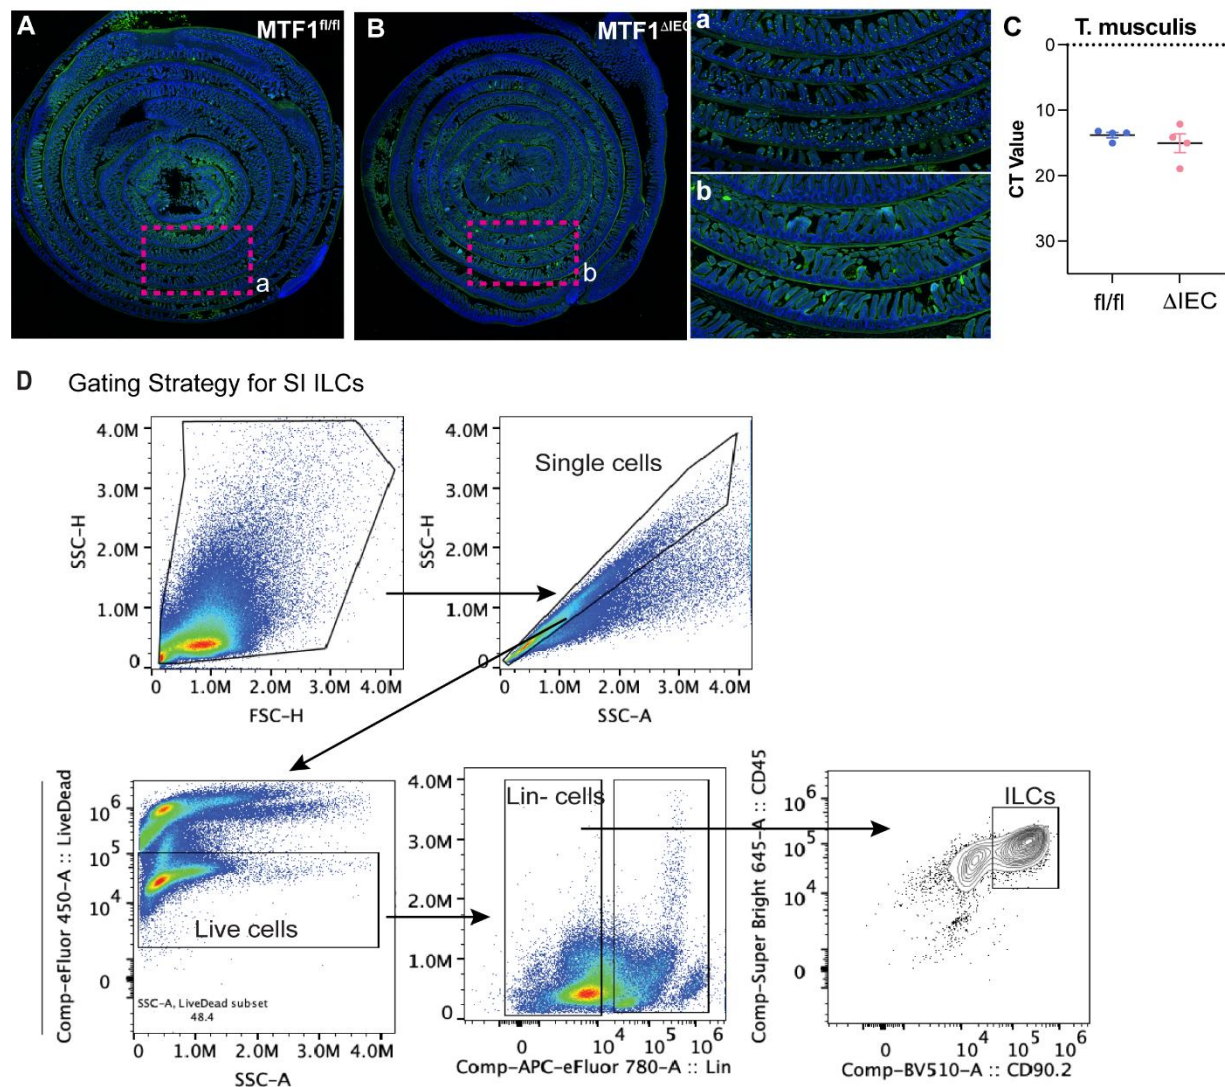 A
MTF1fl/fl
a
B
MTF1ΔIEC
b
a
b
C
T. musculis
0
10
20
30
CT Value
fl/fl
ΔIEC
D Gating Strategy for SI ILCs
4.0M
3.0M
2.0M
1.0M
0
SSC-H
0 1.0M 2.0M 3.0M 4.0M
FSC-H
Single cells
4.0M
3.0M
2.0M
1.0M
0
SSC-H
0 1.0M 2.0M 3.0M 4.0M
SSC-A
Comp-eFluor 450-A :: LiveDead
10^6
10^5
10^4
0
Live cells
SSC-A, LiveDead subset
48.4
0 1.0M 2.0M 3.0M 4.0M
SSC-A
Lin- cells
4.0M
3.0M
2.0M
1.0M
0
0 10^4 10^5 10^6
Comp-APC-eFluor 780-A :: Lin
Comp-Super Bright 645-A :: CD45
ILCs
10^6
10^5
10^4
0
0 10^4 10^5 10^6
Comp-BV510-A :: CD90.2